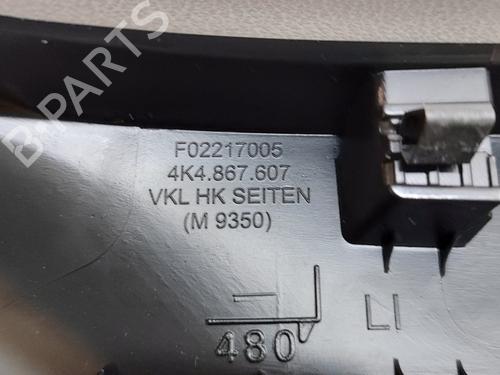 F02217005
4K4.867.607
VKL HK SEITEN
(M 9350)
480
LI
B-PARTS